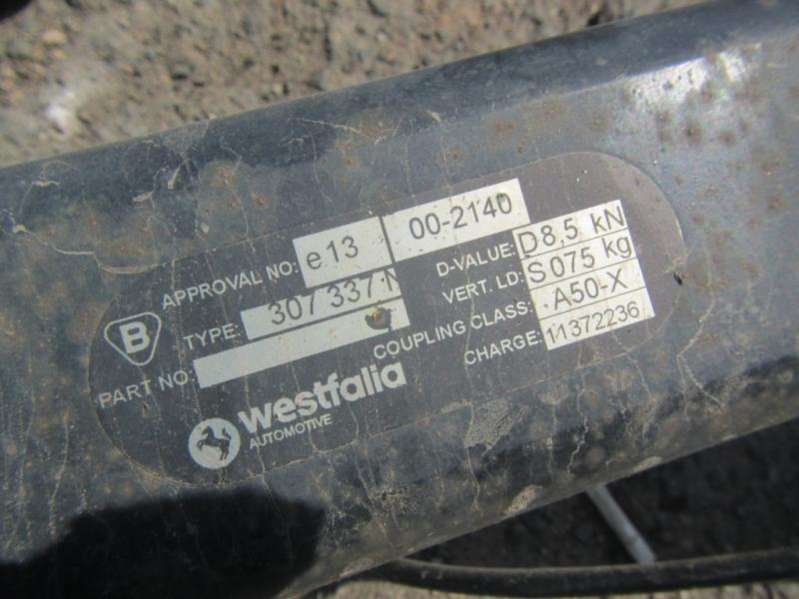 APPROVAL NO: e13 00-2140
TYPE: 307 337 N
PART NO:
D-VALUE: D8,5 kN
VERT. LD: S 075 kg
COUPLING CLASS: A50-X
CHARGE: 11372236
B
westfalia
AUTOMOTIVE